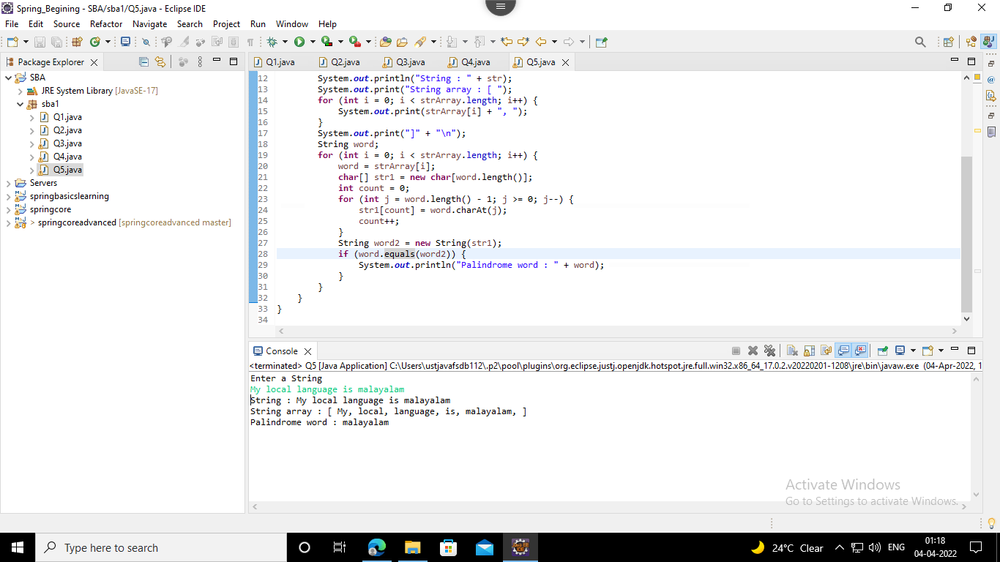 Spring_Begining - SBA/sba1/Q5.java - Eclipse IDE
File Edit Source Refactor Navigate Search Project Run Window Help
Package Explorer
SBA
JRE System Library [JavaSE-17]
sba1
Q1.java
Q2.java
Q3.java
Q4.java
Q5.java
Servers
springbasicslearning
springcore
> springcoreadvanced [springcoreadvanced master]
Q1.java Q2.java Q3.java Q4.java Q5.java
12 System.out.println("String : " + str);
13 System.out.print("String array : [ ");
14 for (int i = 0; i < strArray.length; i++) {
15 System.out.print(strArray[i] + ", ");
16 }
17 System.out.print("]" + "\n");
18 String word;
19 for (int i = 0; i < strArray.length; i++) {
20 word = strArray[i];
21 char[] str1 = new char[word.length()];
22 int count = 0;
23 for (int j = word.length() - 1; j >= 0; j--) {
24 str1[count] = word.charAt(j);
25 count++;
26 }
27 String word2 = new String(str1);
28 if (word.equals(word2)) {
29 System.out.println("Palindrome word : " + word);
30 }
31 }
32 }
33 }
34
Console
<terminated> Q5 [Java Application] C:\Users\ustjavafsdb112\.p2\pool\plugins\org.eclipse.justj.openjdk.hotspot.jre.full.win32.x86_64_17.0.2.v20220201-1208\jre\bin\javaw.exe (04-Apr-2022, 1
Enter a String
My local language is malayalam
String : My local language is malayalam
String array : [ My, local, language, is, malayalam, ]
Palindrome word : malayalam
Activate Windows
Go to Settings to activate Windows.
Type here to search
24°C Clear
ENG
01:18
04-04-2022